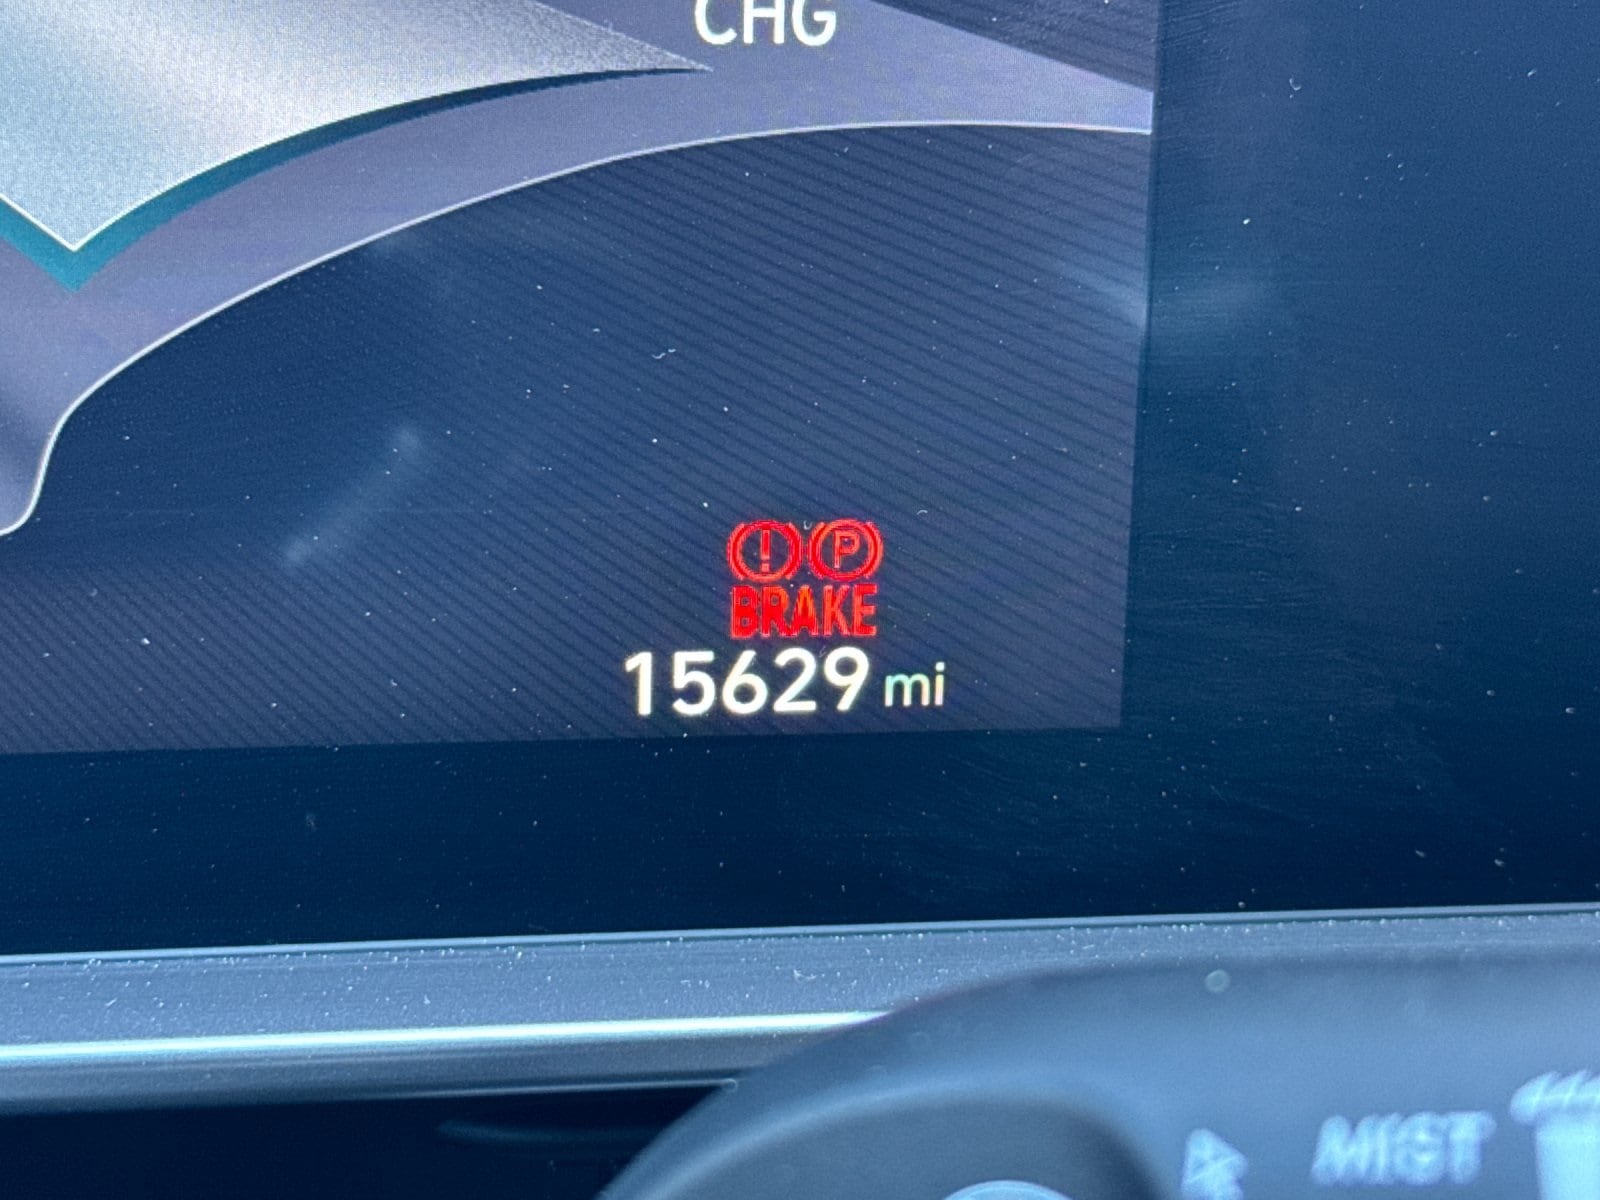 CHG
(!) (P)
BRAKE
15629 mi
MIST